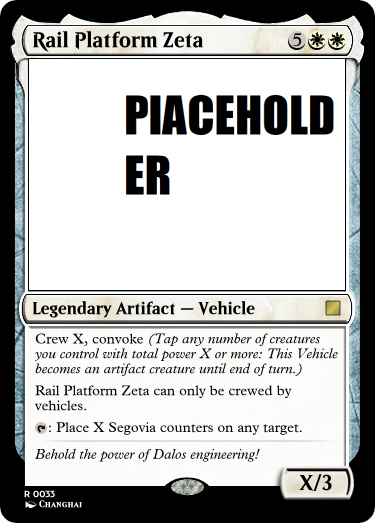 Rail Platform Zeta 5
PIACEHOLD
ER
Legendary Artifact — Vehicle
Crew X, convoke (Tap any number of creatures
you control with total power X or more: This Vehicle
becomes an artifact creature until end of turn.)
Rail Platform Zeta can only be crewed by
vehicles.
: Place X Segovia counters on any target.
Behold the power of Dalos engineering!
X/3
R 0033
CHANGHAI